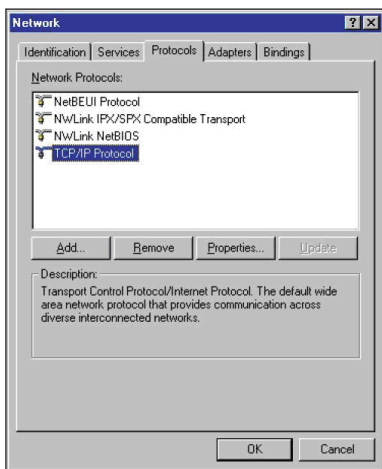 Network
Identification Services Protocols Adapters Bindings
Network Protocols:
NetBEUI Protocol
NWLink IPX/SPX Compatible Transport
NWLink NetBIOS
TCP/IP Protocol
Add... Remove Properties... Update
Description:
Transport Control Protocol/Internet Protocol. The default wide
area network protocol that provides communication across
diverse interconnected networks.
OK Cancel